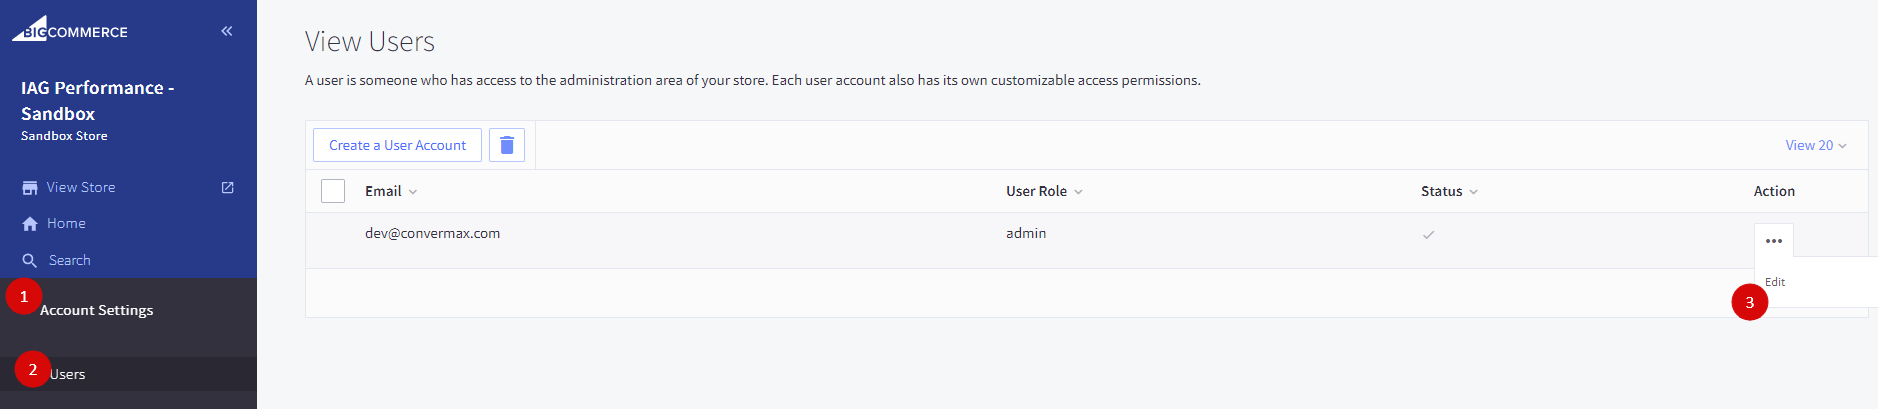 BIGCOMMERCE
IAG Performance -
Sandbox
Sandbox Store
View Store
Home
Search
1
Account Settings
2
Users
View Users
A user is someone who has access to the administration area of your store. Each user account also has its own customizable access permissions.
Create a User Account
View 20
Email User Role Status Action
dev@convermax.com admin
•••
Edit
3